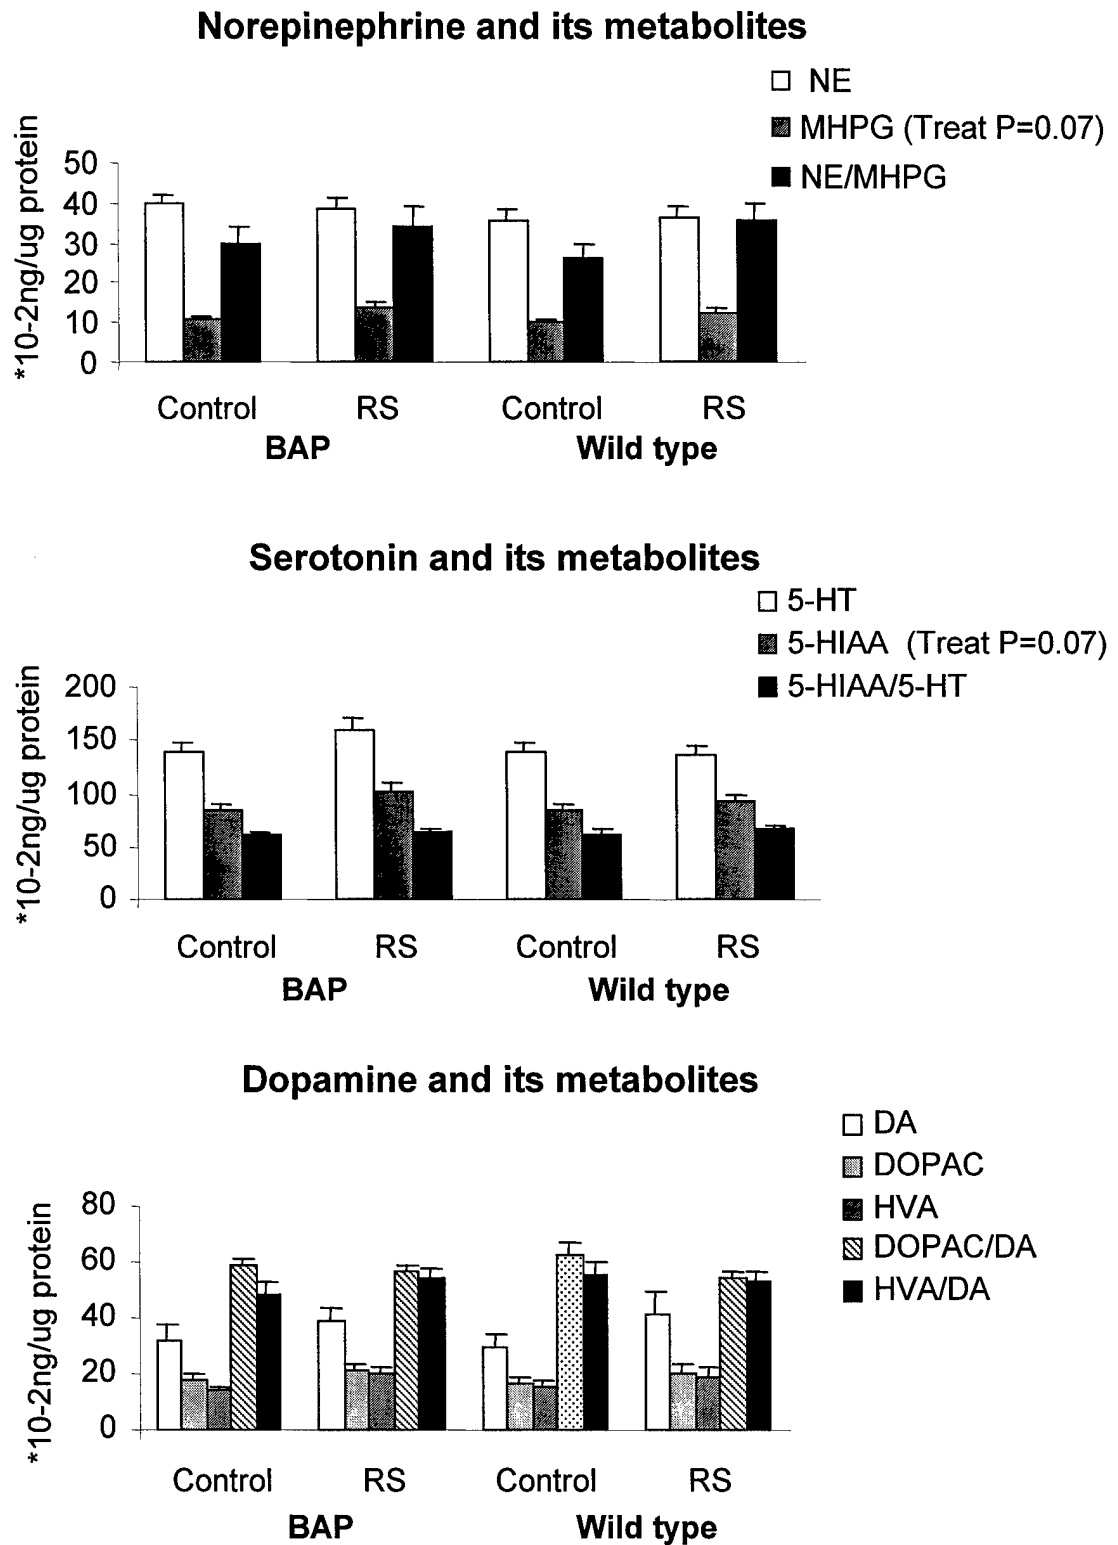 Norepinephrine and its metabolites
NE
MHPG (Treat P=0.07)
NE/MHPG
*10-2ng/ug protein
50
40
30
20
10
0
Control RS Control RS
BAP Wild type
Serotonin and its metabolites
5-HT
5-HIAA (Treat P=0.07)
5-HIAA/5-HT
*10-2ng/ug protein
200
150
100
50
0
Control RS Control RS
BAP Wild type
Dopamine and its metabolites
DA
DOPAC
HVA
DOPAC/DA
HVA/DA
*10-2ng/ug protein
80
60
40
20
0
Control RS Control RS
BAP Wild type